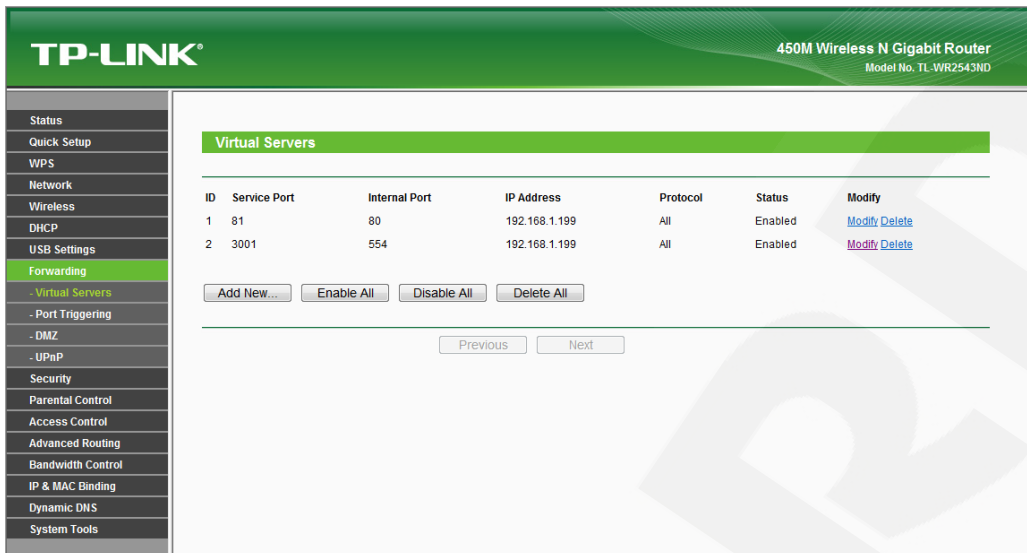 TP-LINK®
450M Wireless N Gigabit Router
Model No. TL-WR2543ND
Status
Quick Setup
WPS
Network
Wireless
DHCP
USB Settings
Forwarding
- Virtual Servers
- Port Triggering
- DMZ
- UPnP
Security
Parental Control
Access Control
Advanced Routing
Bandwidth Control
IP & MAC Binding
Dynamic DNS
System Tools
Virtual Servers
ID Service Port Internal Port IP Address Protocol Status Modify
1 81 80 192.168.1.199 All Enabled Modify Delete
2 3001 554 192.168.1.199 All Enabled Modify Delete
Add New... Enable All Disable All Delete All
Previous Next